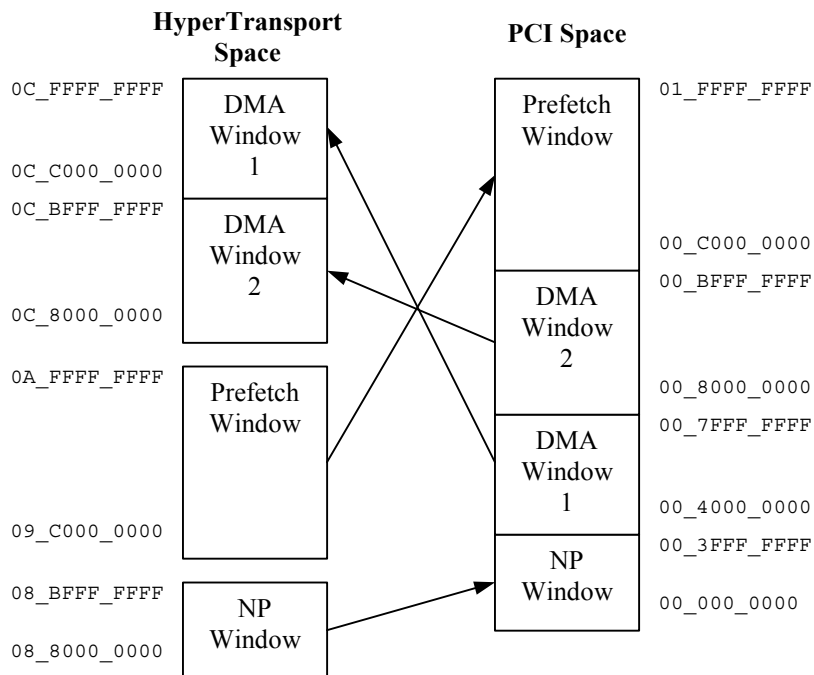 HyperTransport
Space
0C_FFFF_FFFF
DMA
Window
1
0C_C000_0000
0C_BFFF_FFFF
DMA
Window
2
0C_8000_0000
0A_FFFF_FFFF
Prefetch
Window
09_C000_0000
08_BFFF_FFFF
NP
Window
08_8000_0000
PCI Space
Prefetch
Window
01_FFFF_FFFF
00_C000_0000
00_BFFF_FFFF
DMA
Window
2
00_8000_0000
00_7FFF_FFFF
DMA
Window
1
00_4000_0000
00_3FFF_FFFF
NP
Window
00_000_0000